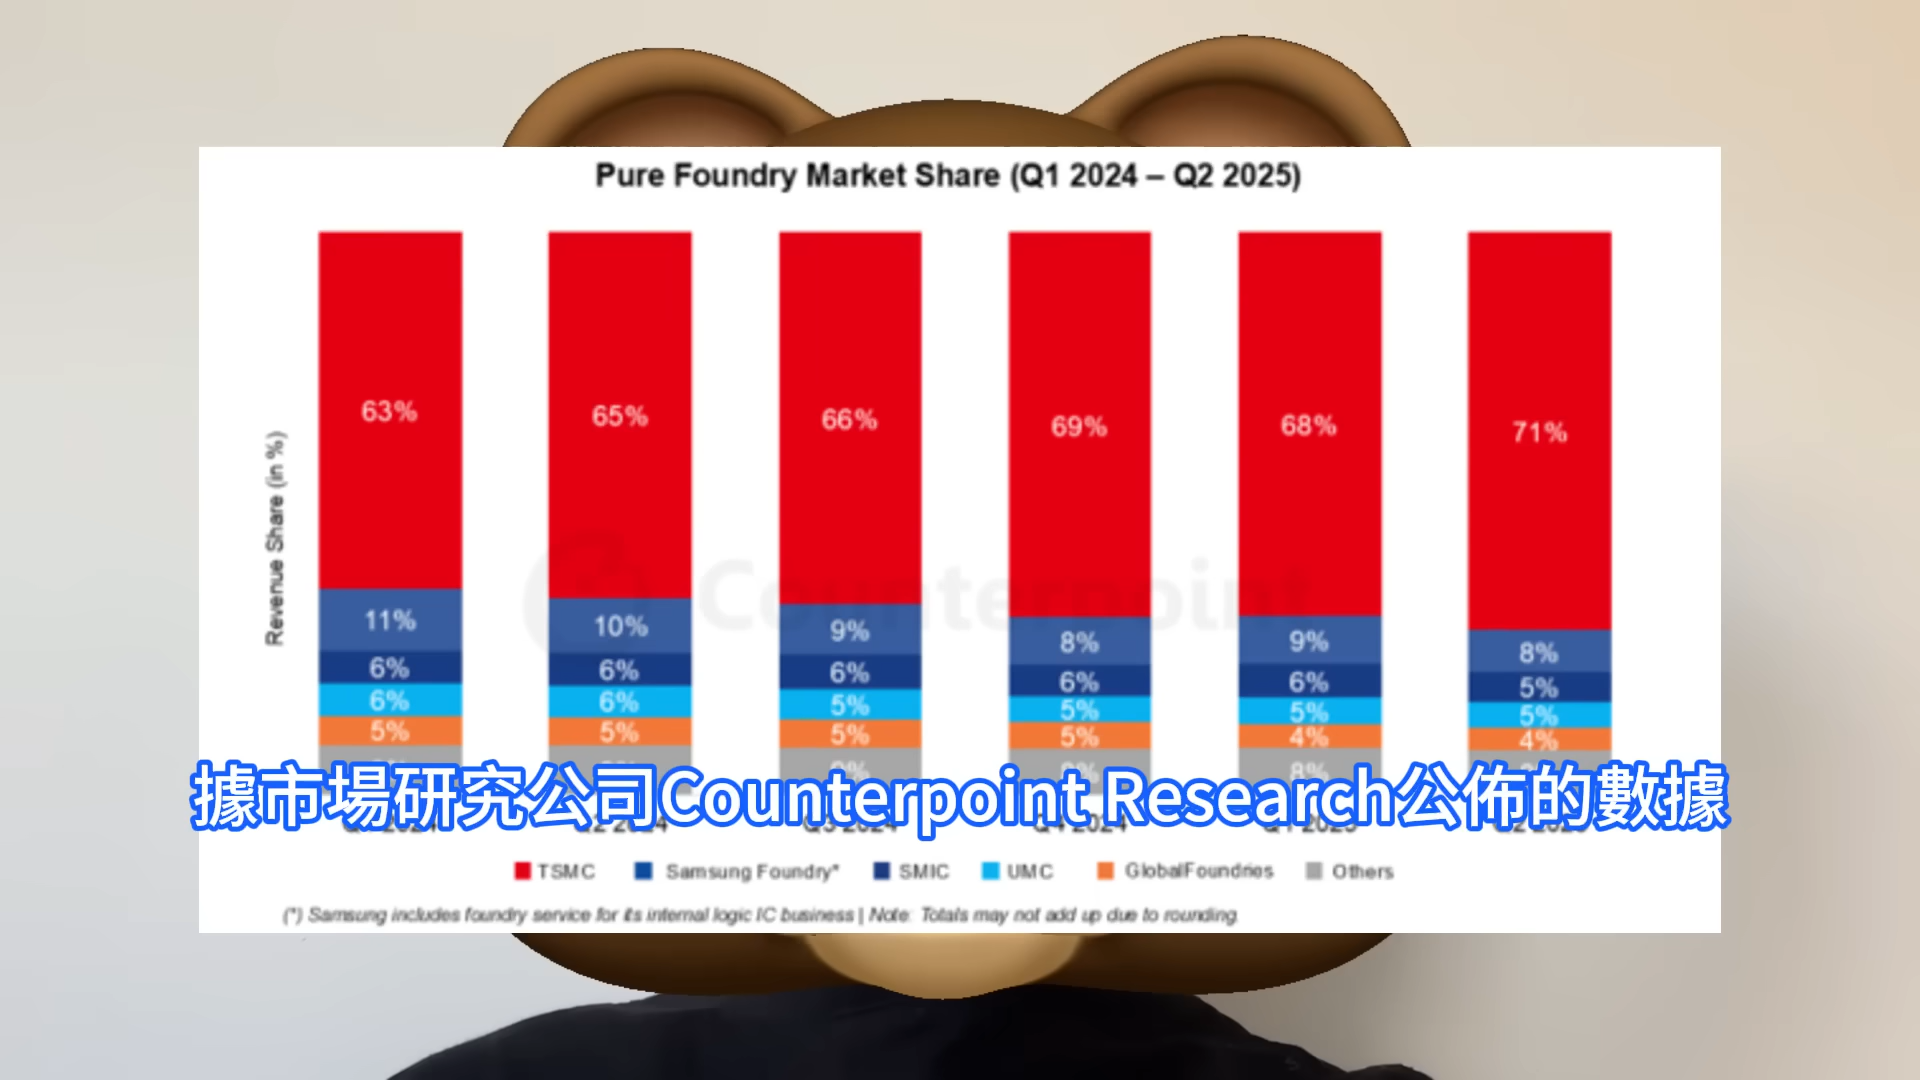 Pure Foundry Market Share (Q1 2024 – Q2 2025)
Revenue Share (in %)
63% 65% 66% 69% 68% 71%
11% 10% 9% 8% 9% 8%
6% 6% 6% 6% 6% 5%
6% 6% 5% 5% 5% 5%
5% 5% 5% 5% 4% 4%
Counterpoint
據市場研究公司Counterpoint Research公佈的數據
TSMC Samsung Foundry* SMIC UMC GlobalFoundries Others
(*) Samsung includes foundry service for its internal logic IC business | Note: Totals may not add up due to rounding.